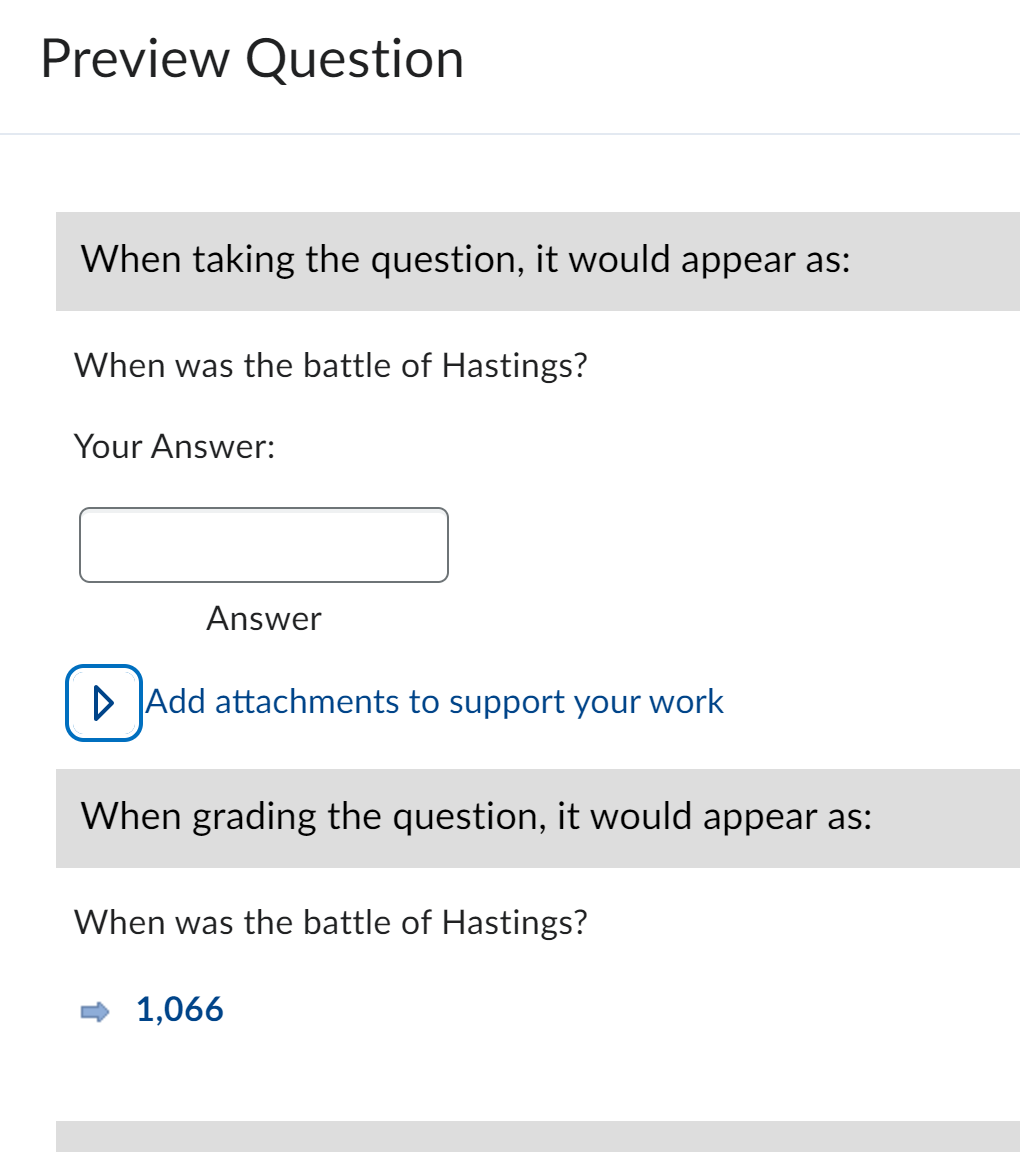 Preview Question
When taking the question, it would appear as:
When was the battle of Hastings?
Your Answer:
Answer
Add attachments to support your work
When grading the question, it would appear as:
When was the battle of Hastings?
1,066